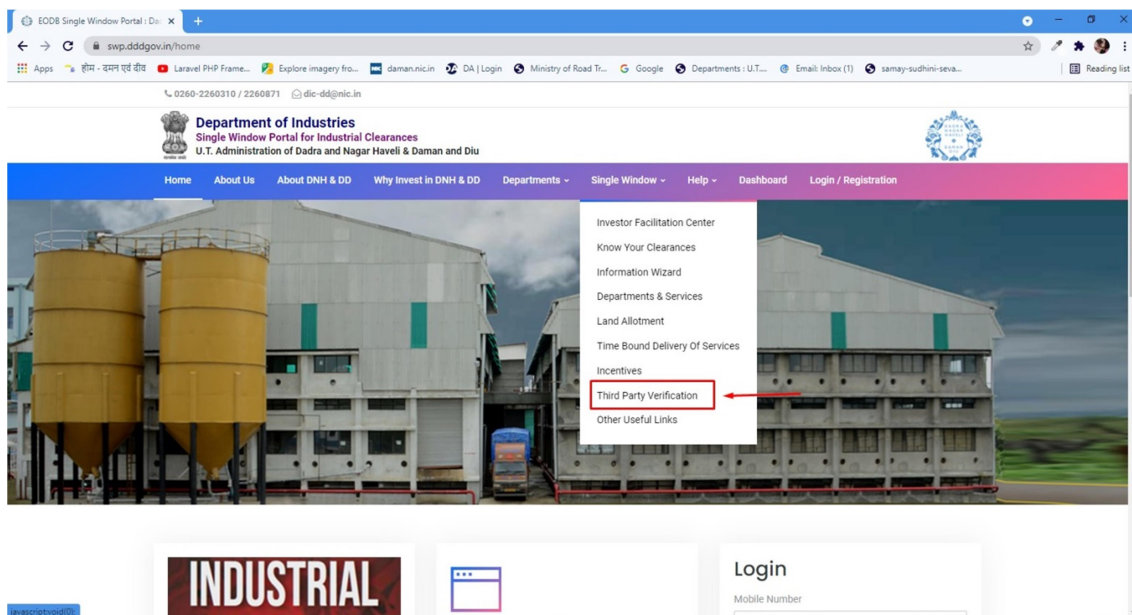 EODB Single Window Portal : Da
swp.dddgov.in/home
Apps होम - दमन एवं दीव Laravel PHP Frame... Explore imagery fro... daman.nic.in DA | Login Ministry of Road Tr... Google Departments : U.T.... Email: Inbox (1) samay-sudhini-seva... Reading list
0260-2260310 / 2260871 dic-dd@nic.in
Department of Industries
Single Window Portal for Industrial Clearances
U.T. Administration of Dadra and Nagar Haveli & Daman and Diu
Home About Us About DNH & DD Why Invest in DNH & DD Departments Single Window Help Dashboard Login / Registration
Investor Facilitation Center
Know Your Clearances
Information Wizard
Departments & Services
Land Allotment
Time Bound Delivery Of Services
Incentives
Third Party Verification
Other Useful Links
INDUSTRIAL
Login
Mobile Number
javascript:void(0);